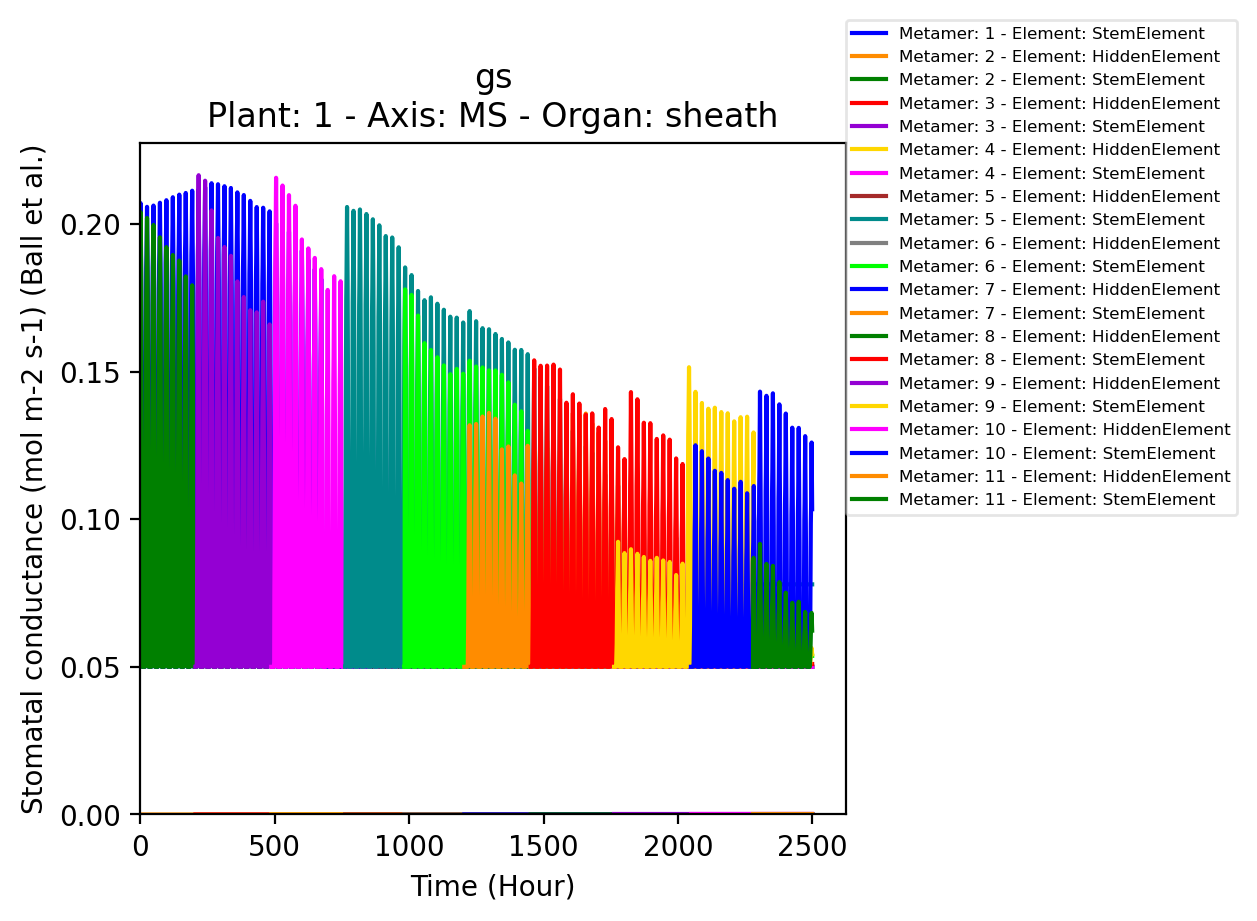 gs
Plant: 1 - Axis: MS - Organ: sheath
Stomatal conductance (mol m-2 s-1) (Ball et al.)
0.20
0.15
0.10
0.05
0.00
0 500 1000 1500 2000 2500
Time (Hour)
Metamer: 1 - Element: StemElement
Metamer: 2 - Element: HiddenElement
Metamer: 2 - Element: StemElement
Metamer: 3 - Element: HiddenElement
Metamer: 3 - Element: StemElement
Metamer: 4 - Element: HiddenElement
Metamer: 4 - Element: StemElement
Metamer: 5 - Element: HiddenElement
Metamer: 5 - Element: StemElement
Metamer: 6 - Element: HiddenElement
Metamer: 6 - Element: StemElement
Metamer: 7 - Element: HiddenElement
Metamer: 7 - Element: StemElement
Metamer: 8 - Element: HiddenElement
Metamer: 8 - Element: StemElement
Metamer: 9 - Element: HiddenElement
Metamer: 9 - Element: StemElement
Metamer: 10 - Element: HiddenElement
Metamer: 10 - Element: StemElement
Metamer: 11 - Element: HiddenElement
Metamer: 11 - Element: StemElement